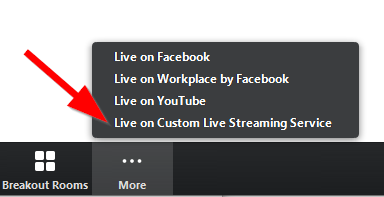 Live on Facebook
Live on Workplace by Facebook
Live on YouTube
Live on Custom Live Streaming Service
Breakout Rooms
More